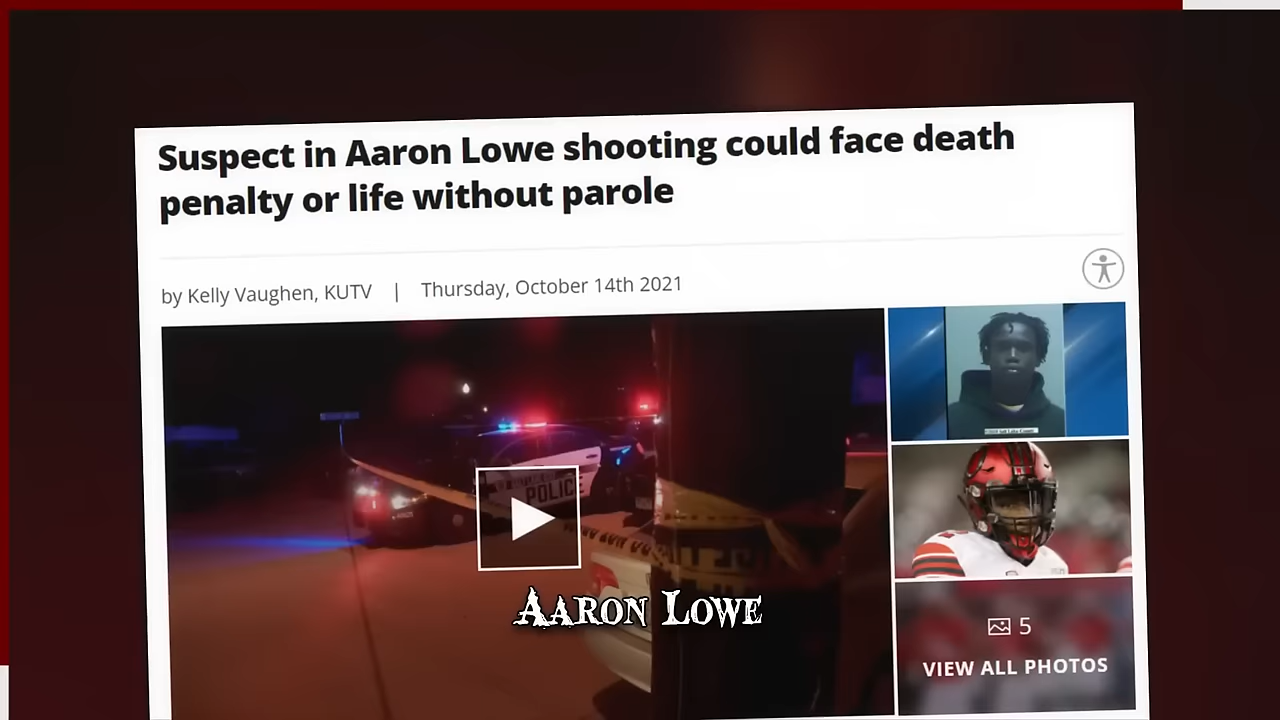 Suspect in Aaron Lowe shooting could face death
penalty or life without parole
by Kelly Vaughen, KUTV | Thursday, October 14th 2021
POLICE
AARON LOWE
5
VIEW ALL PHOTOS